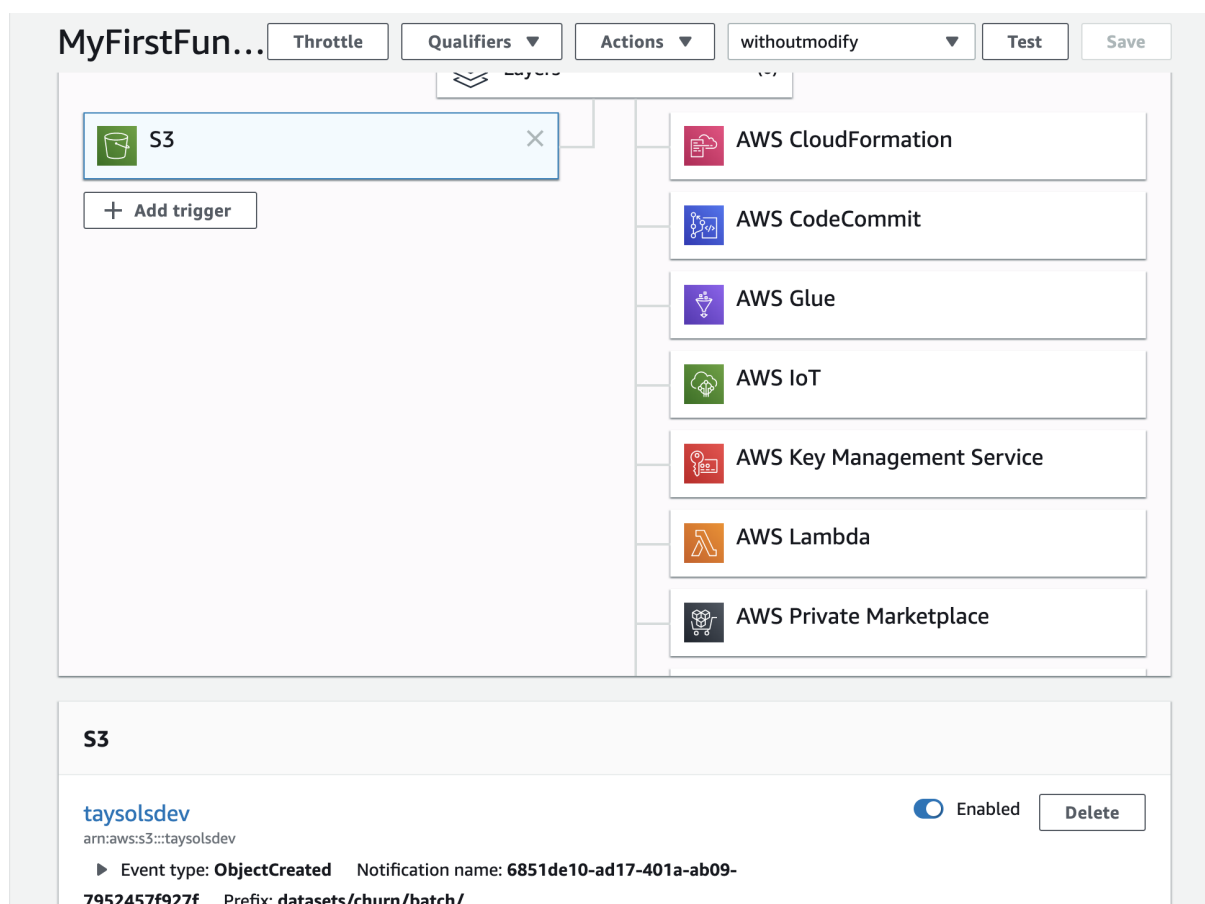 MyFirstFun... Throttle Qualifiers Actions withoutmodify Test Save
Layers
S3
Add trigger
AWS CloudFormation
AWS CodeCommit
AWS Glue
AWS IoT
AWS Key Management Service
AWS Lambda
AWS Private Marketplace
S3
taysolsdev
Enabled Delete
arn:aws:s3:::taysolsdev
Event type: ObjectCreated Notification name: 6851de10-ad17-401a-ab09-
7952457f927f Prefix: datasets/churn/batch/